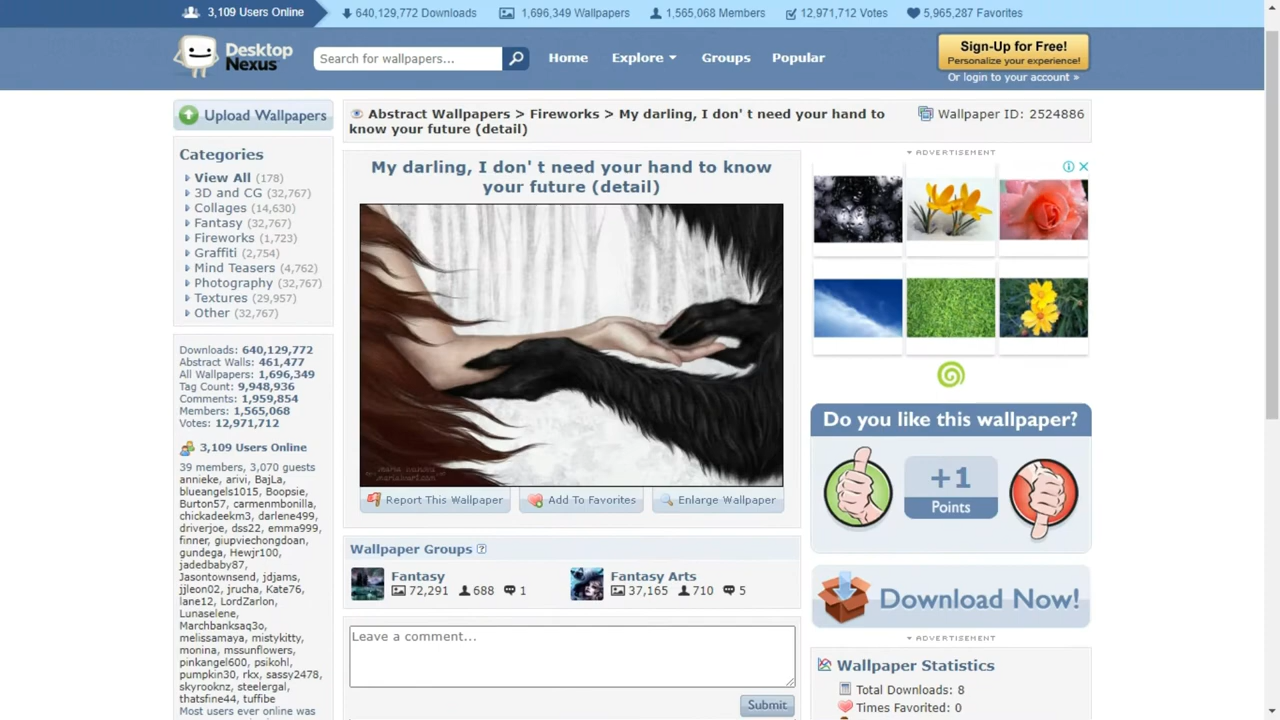 3,109 Users Online
640,129,772 Downloads
1,696,349 Wallpapers
1,565,068 Members
12,971,712 Votes
5,965,287 Favorites
Desktop
Nexus
Search for wallpapers...
Home
Explore
Groups
Popular
Sign-Up for Free!
Personalize your experience!
Or login to your account »
Upload Wallpapers
Categories
View All (178)
3D and CG (32,767)
Collages (14,630)
Fantasy (32,767)
Fireworks (1,723)
Graffiti (2,754)
Mind Teasers (4,762)
Photography (32,767)
Textures (29,957)
Other (32,767)
Downloads: 640,129,772
Abstract Walls: 461,477
All Wallpapers: 1,696,349
Tag Count: 9,948,936
Comments: 1,959,854
Members: 1,565,068
Votes: 12,971,712
3,109 Users Online
39 members, 3,070 guests
annieke, arivi, BajLa,
blueangels1015, Boopsie,
Burton57, carmenmbonilla,
chickadeekm3, darlene499,
driverjoe, dss22, emma999,
finner, giupviechongdoan,
gundega, Hewjr100,
jadedbaby87,
Jasontownsend, jdjams,
jjleon02, jrucha, Kate76,
lane12, LordZarlon,
Lunaselene,
Marchbanksaq3o,
melissamaya, mistykitty,
monina, mssunflowers,
pinkangel600, psikohl,
pumpkin30, rkx, sassy2478,
skyrooknz, steelergal,
thatsfine44, tuffibe
Most users ever online was
Abstract Wallpapers > Fireworks > My darling, I don' t need your hand to
know your future (detail)
Wallpaper ID: 2524886
My darling, I don' t need your hand to know
your future (detail)
Report This Wallpaper
Add To Favorites
Enlarge Wallpaper
Wallpaper Groups ?
Fantasy
72,291 688 1
Fantasy Arts
37,165 710 5
Leave a comment...
Submit
ADVERTISEMENT
Do you like this wallpaper?
+1
Points
Download Now!
ADVERTISEMENT
Wallpaper Statistics
Total Downloads: 8
Times Favorited: 0